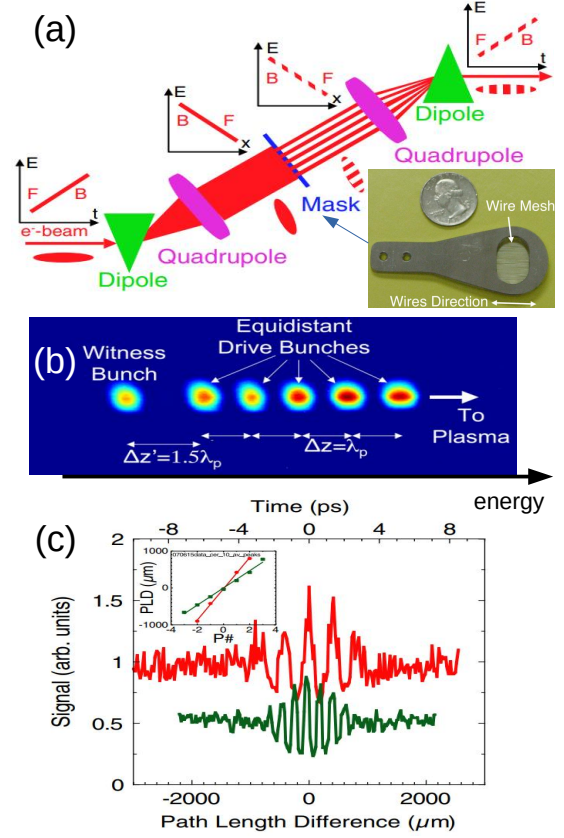 (a)
E
F
B
t
e⁻-beam
Dipole
Quadrupole
E
B
F
x
E
B
F
x
Mask
Quadrupole
Dipole
E
B
F
t
Wire Mesh
Wires Direction
(b)
Witness
Bunch
Equidistant
Drive Bunches
To
Plasma
Δz'=1.5λp
Δz=λp
energy
(c)
Time (ps)
-8 -4 0 4 8
2
1.5
1
0.5
0
Signal (arb. units)
070615data_per_10_av_peaks
1000
0
-1000
PLD (µm)
-4 -2 0 2 4
P#
-2000 0 2000
Path Length Difference (µm)